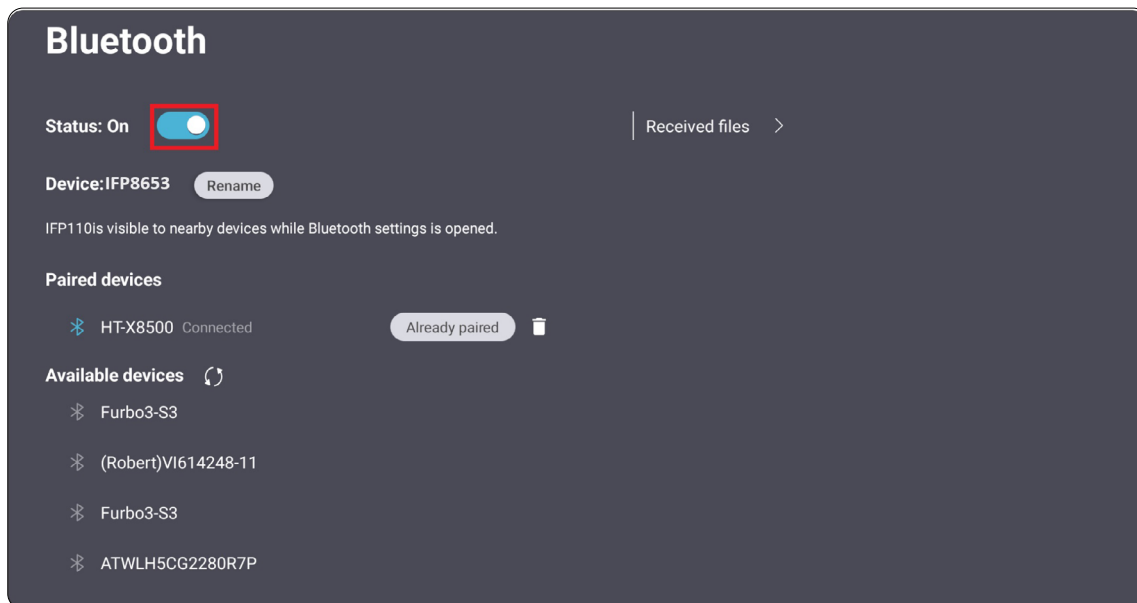 Bluetooth
Status: On
Received files
Device:IFP8653 Rename
IFP110is visible to nearby devices while Bluetooth settings is opened.
Paired devices
HT-X8500 Connected Already paired
Available devices
Furbo3-S3
(Robert)VI614248-11
Furbo3-S3
ATWLH5CG2280R7P